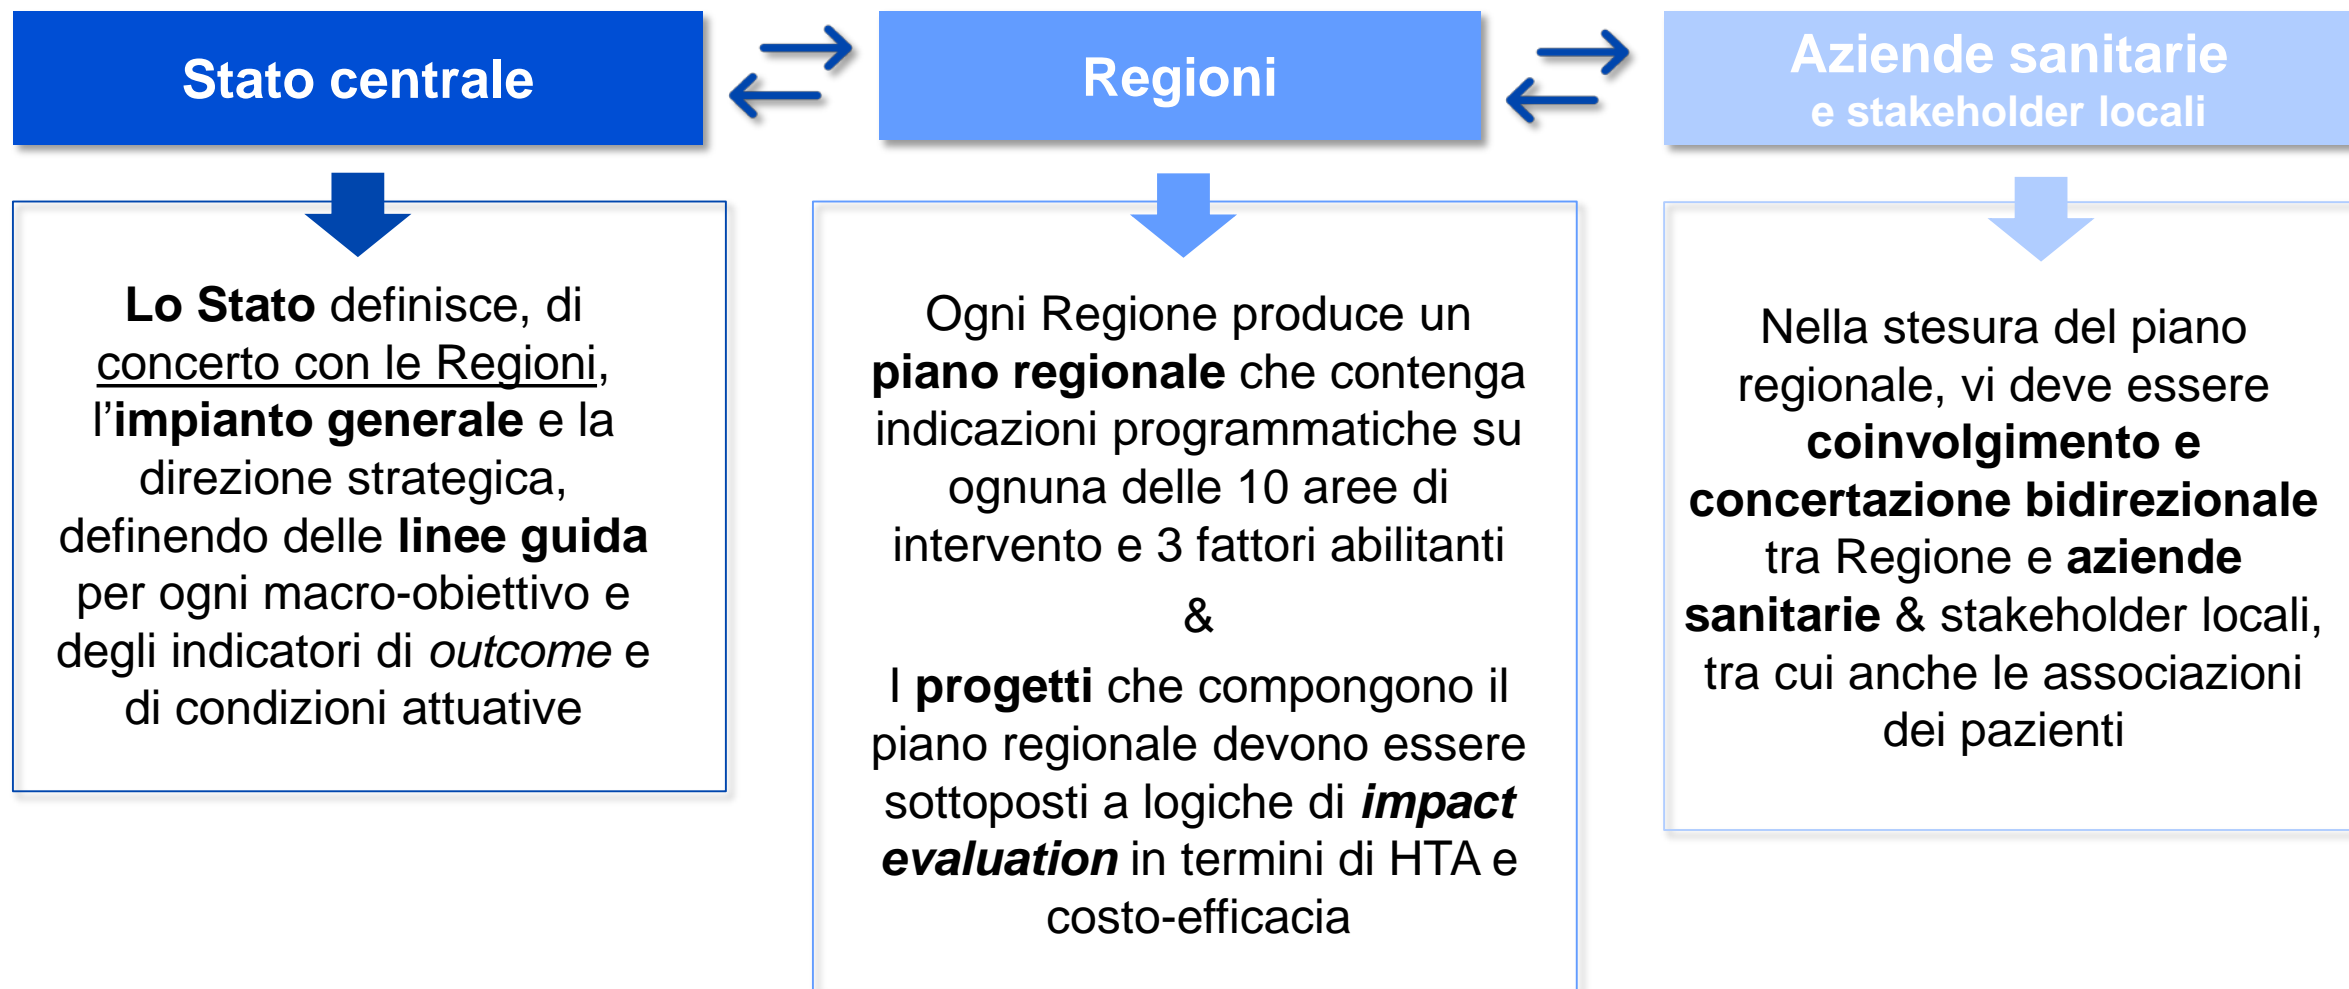 Stato centrale
Regioni
Aziende sanitarie
e stakeholder locali
Lo Stato definisce, di
concerto con le Regioni,
l’impianto generale e la
direzione strategica,
definendo delle linee guida
per ogni macro-obiettivo e
degli indicatori di outcome e
di condizioni attuative
Ogni Regione produce un
piano regionale che contenga
indicazioni programmatiche su
ognuna delle 10 aree di
intervento e 3 fattori abilitanti
&
I progetti che compongono il
piano regionale devono essere
sottoposti a logiche di impact
evaluation in termini di HTA e
costo-efficacia
Nella stesura del piano
regionale, vi deve essere
coinvolgimento e
concertazione bidirezionale
tra Regione e aziende
sanitarie & stakeholder locali,
tra cui anche le associazioni
dei pazienti